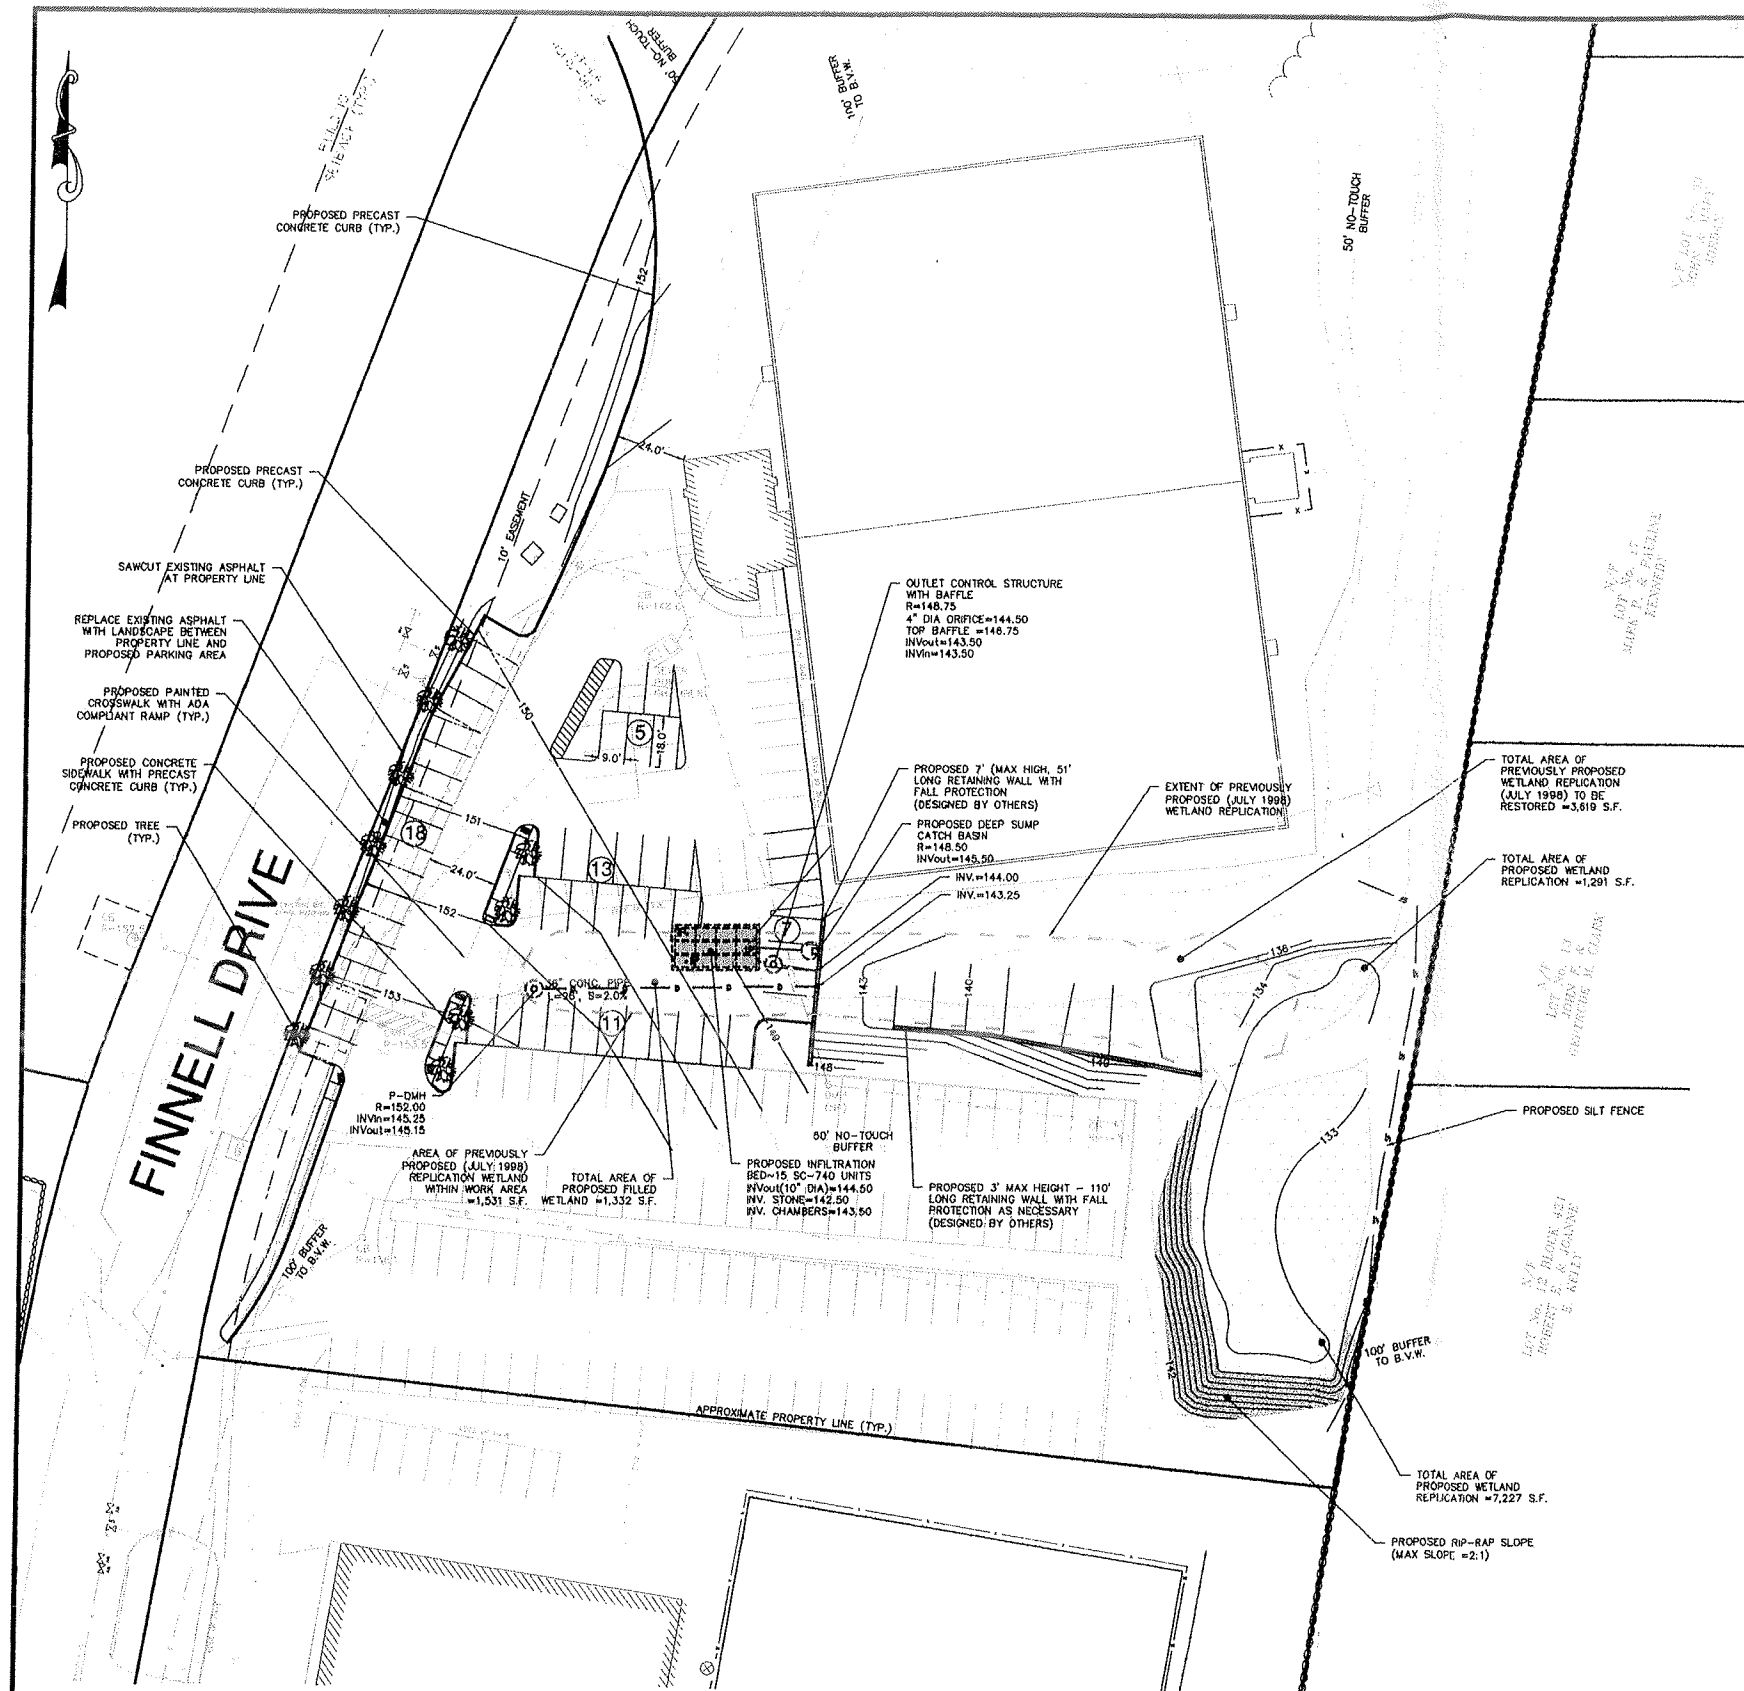 50' NO-TOUCH
BUFFER
100' BUFFER
TO B.V.W.
PROPOSED PRECAST
CONCRETE CURB (TYP.)
152
50' NO-TOUCH
BUFFER
24.0'
PROPOSED PRECAST
CONCRETE CURB (TYP.)
10' EASEMENT
SAWCUT EXISTING ASPHALT
AT PROPERTY LINE
REPLACE EXISTING ASPHALT
WITH LANDSCAPE BETWEEN
PROPERTY LINE AND
PROPOSED PARKING AREA
PROPOSED PAINTED
CROSSWALK WITH ADA
COMPLIANT RAMP (TYP.)
PROPOSED CONCRETE
SIDEWALK WITH PRECAST
CONCRETE CURB (TYP.)
PROPOSED TREE
(TYP.)
OUTLET CONTROL STRUCTURE
WITH BAFFLE
R=148.75
4" DIA ORIFICE=144.50
TOP BAFFLE =146.75
INVout=143.50
INVin=143.50
150
5
9.0'
18.0'
PROPOSED 7' (MAX HIGH, 51'
LONG RETAINING WALL WITH
FALL PROTECTION
(DESIGNED BY OTHERS)
PROPOSED DEEP SUMP
CATCH BASIN
R=148.50
INVout=145.50
INV.=144.00
INV.=143.25
EXTENT OF PREVIOUSLY
PROPOSED (JULY 1998)
WETLAND REPLICATION
TOTAL AREA OF
PREVIOUSLY PROPOSED
WETLAND REPLICATION
(JULY 1998) TO BE
RESTORED =3,619 S.F.
TOTAL AREA OF
PROPOSED WETLAND
REPLICATION =1,291 S.F.
151
18
13
24.0'
152
7
FINNELL DRIVE
153
36" CONC. PIPE
S=2.0%
11
149
148
143
140
136
134
133
142
P-DMH
R=152.00
INVin=145.25
INVout=145.15
AREA OF PREVIOUSLY
PROPOSED (JULY 1998)
REPLICATION WETLAND
WITHIN WORK AREA
=1,531 S.F.
TOTAL AREA OF
PROPOSED FILLED
WETLAND =1,332 S.F.
50' NO-TOUCH
BUFFER
PROPOSED INFILTRATION
BED~15 SC-740 UNITS
INVout(10" DIA)=144.50
INV. STONE=142.50
INV. CHAMBERS=143.50
PROPOSED 3' MAX HEIGHT - 110'
LONG RETAINING WALL WITH FALL
PROTECTION AS NECESSARY
(DESIGNED BY OTHERS)
PROPOSED SILT FENCE
100' BUFFER
TO B.V.W.
100' BUFFER
TO B.V.W.
APPROXIMATE PROPERTY LINE (TYP.)
TOTAL AREA OF
PROPOSED WETLAND
REPLICATION =7,227 S.F.
PROPOSED RIP-RAP SLOPE
(MAX SLOPE =2:1)